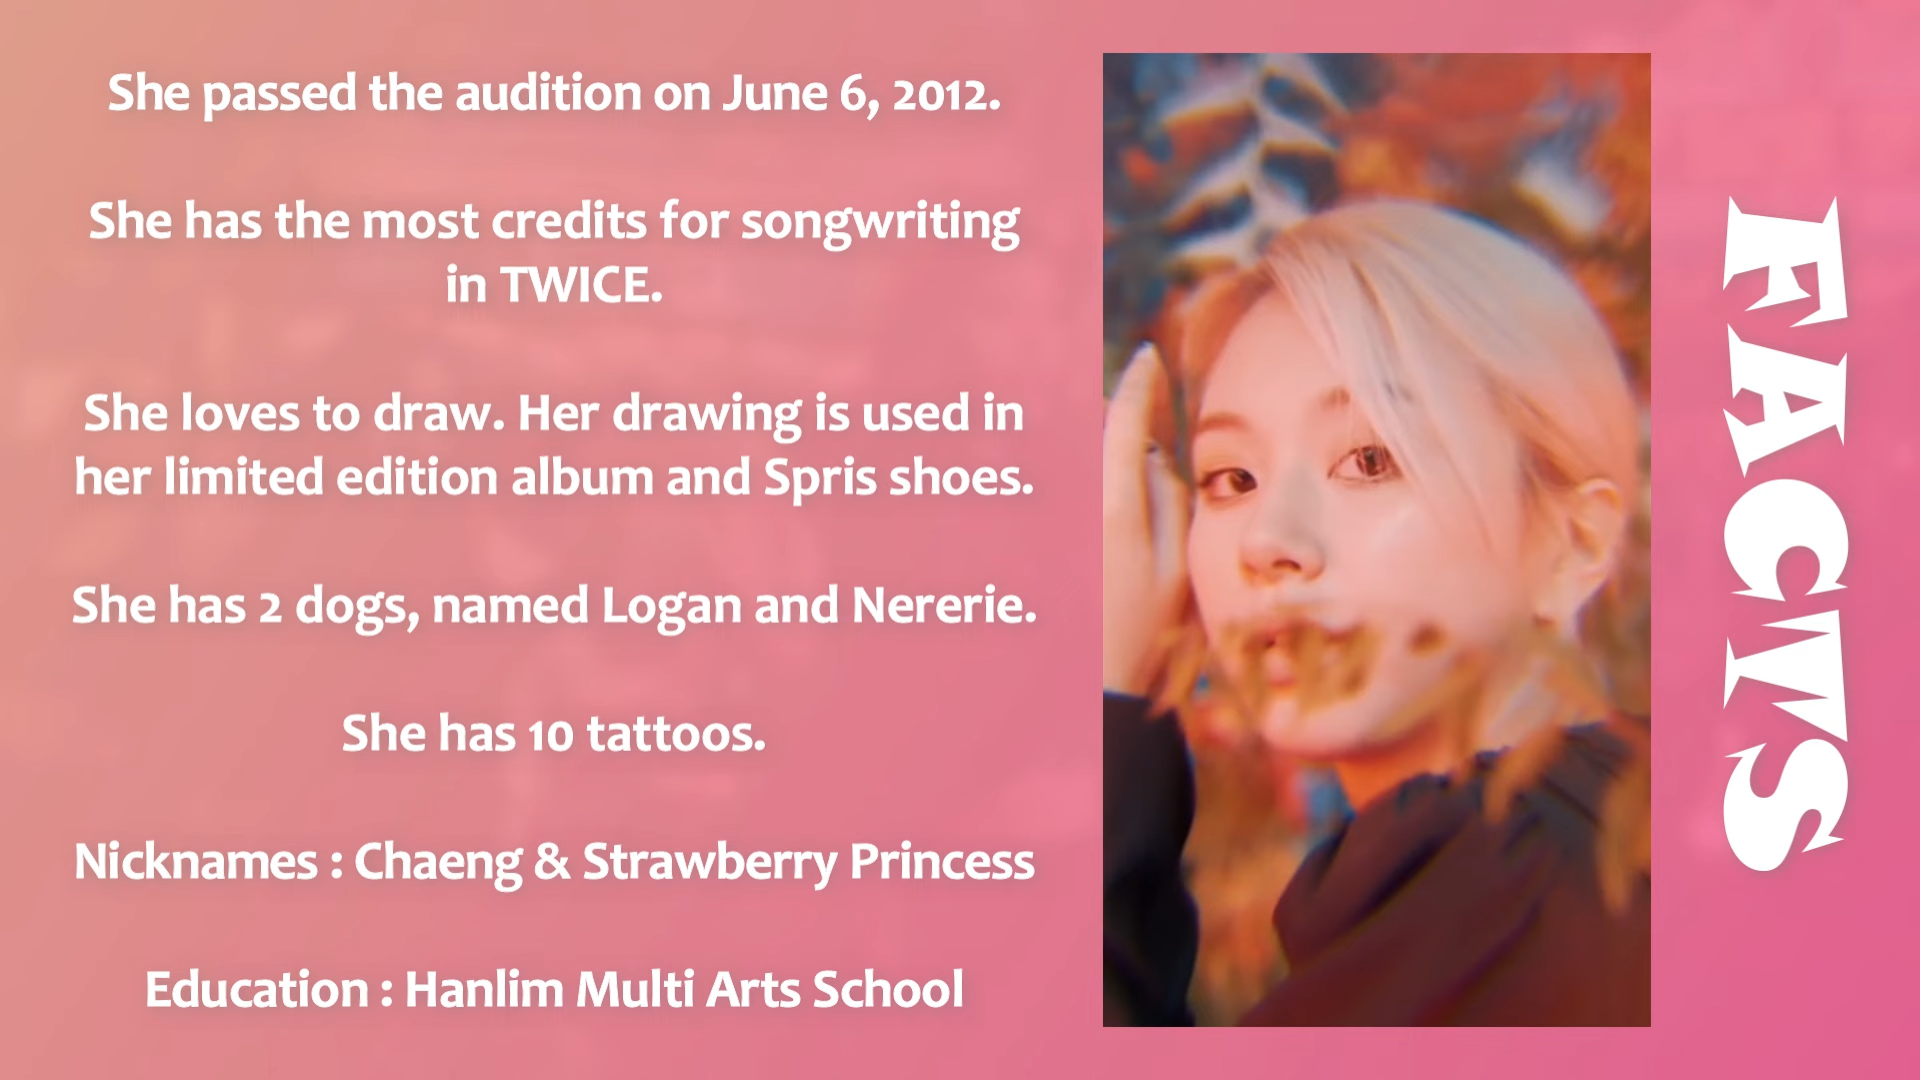 She passed the audition on June 6, 2012.
She has the most credits for songwriting
in TWICE.
She loves to draw. Her drawing is used in
her limited edition album and Spris shoes.
She has 2 dogs, named Logan and Nererie.
She has 10 tattoos.
Nicknames : Chaeng & Strawberry Princess
Education : Hanlim Multi Arts School
FACTS